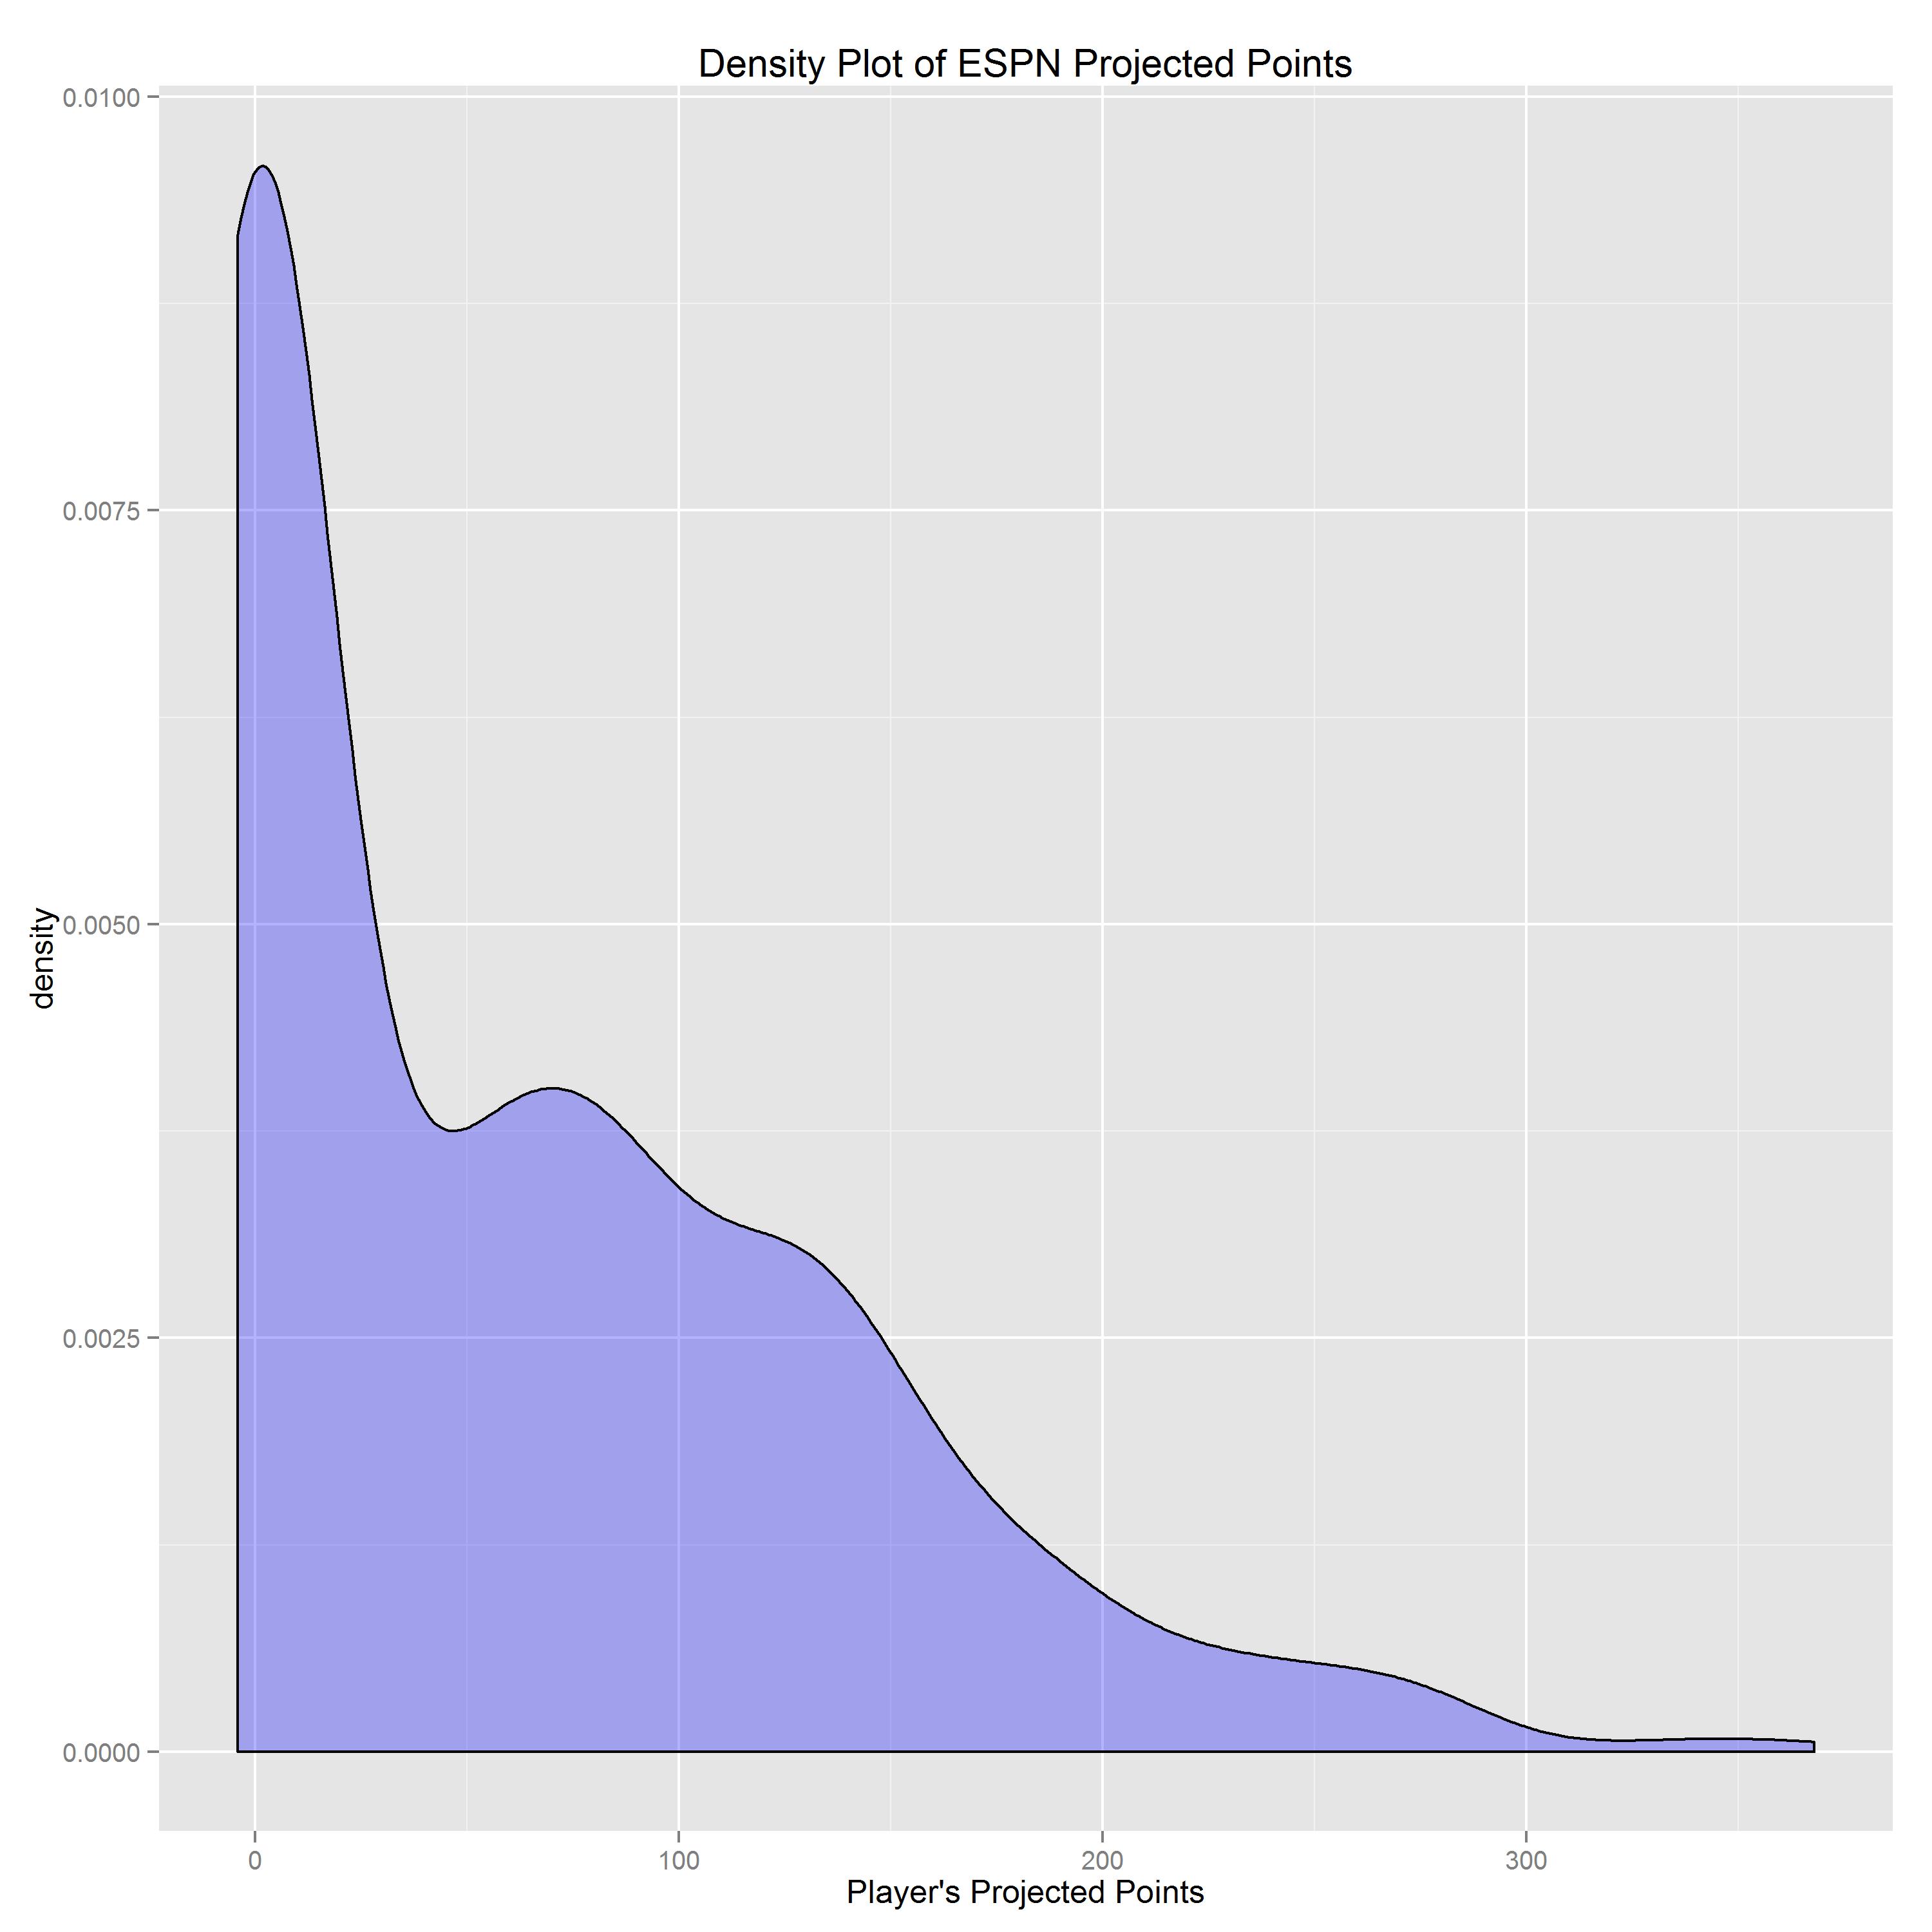 Density Plot of ESPN Projected Points
0.0100
0.0075
0.0050
0.0025
0.0000
density
0 100 200 300
Player's Projected Points